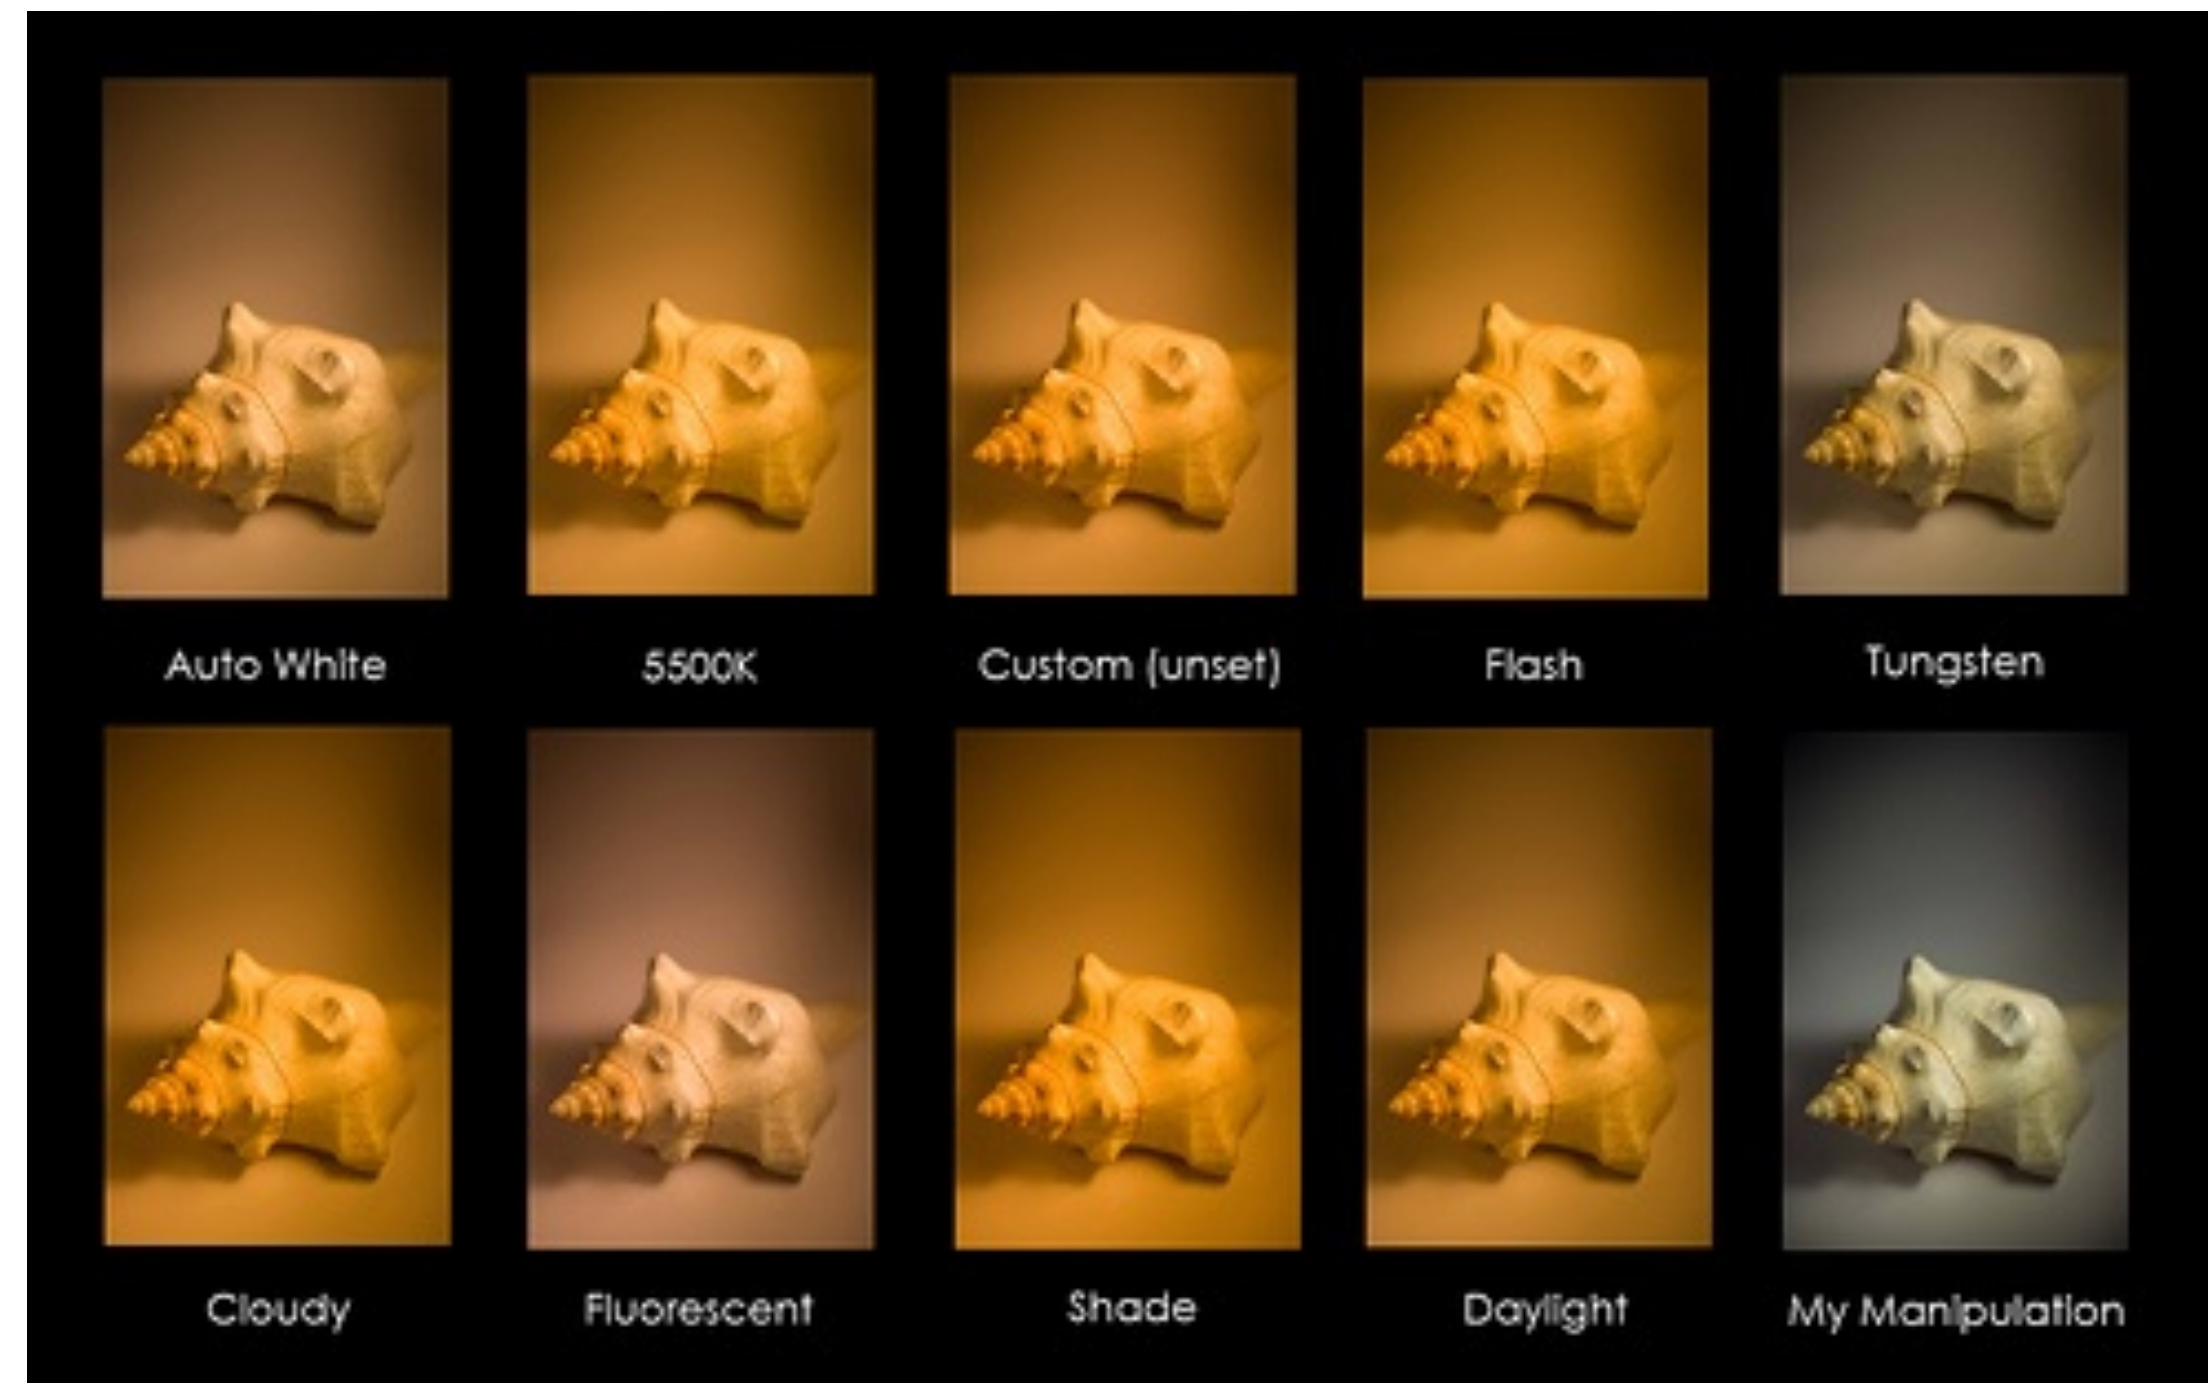 Auto White
5500K
Custom (unset)
Flash
Tungsten
Cloudy
Fluorescent
Shade
Daylight
My Manipulation